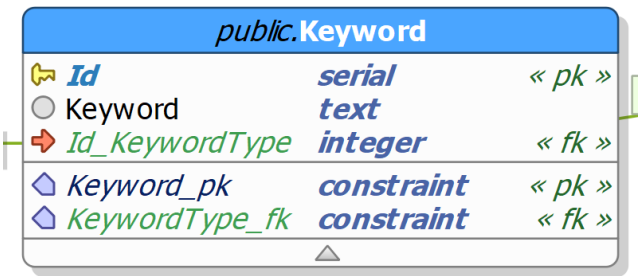 public.Keyword
Id serial « pk »
Keyword text
Id_KeywordType integer « fk »
Keyword_pk constraint « pk »
KeywordType_fk constraint « fk »